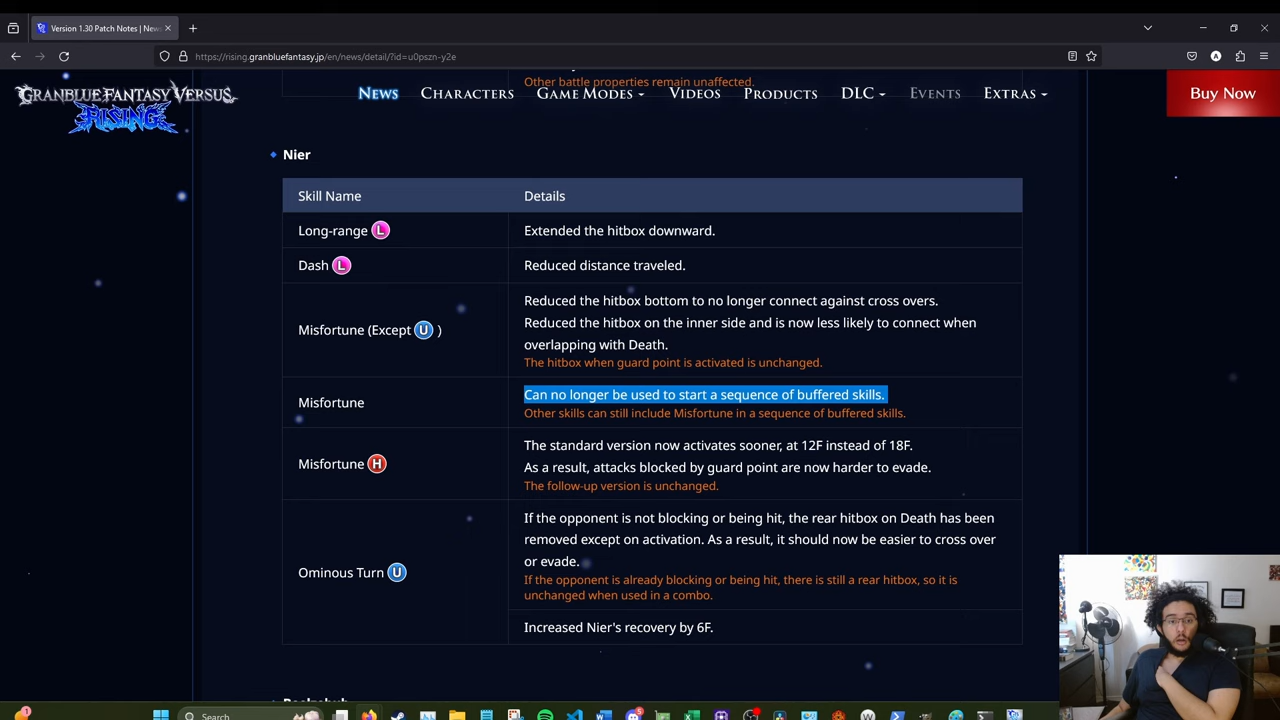 Version 1.30 Patch Notes | New
rising.granbluefantasy.jp/en/news/detail/?id=u0pszn-y2e
Other battle properties remain unaffected.
GRANBLUE FANTASY VERSUS
RISING
NEWS
CHARACTERS
GAME MODES
VIDEOS
PRODUCTS
DLC
EVENTS
EXTRAS
Buy Now
Nier
Skill Name
Details
Long-range L
Extended the hitbox downward.
Dash L
Reduced distance traveled.
Misfortune (Except U )
Reduced the hitbox bottom to no longer connect against cross overs.
Reduced the hitbox on the inner side and is now less likely to connect when
overlapping with Death.
The hitbox when guard point is activated is unchanged.
Misfortune
Can no longer be used to start a sequence of buffered skills.
Other skills can still include Misfortune in a sequence of buffered skills.
Misfortune H
The standard version now activates sooner, at 12F instead of 18F.
As a result, attacks blocked by guard point are now harder to evade.
The follow-up version is unchanged.
Ominous Turn U
If the opponent is not blocking or being hit, the rear hitbox on Death has been
removed except on activation. As a result, it should now be easier to cross over
or evade.
If the opponent is already blocking or being hit, there is still a rear hitbox, so it is
unchanged when used in a combo.
Increased Nier's recovery by 6F.
Search